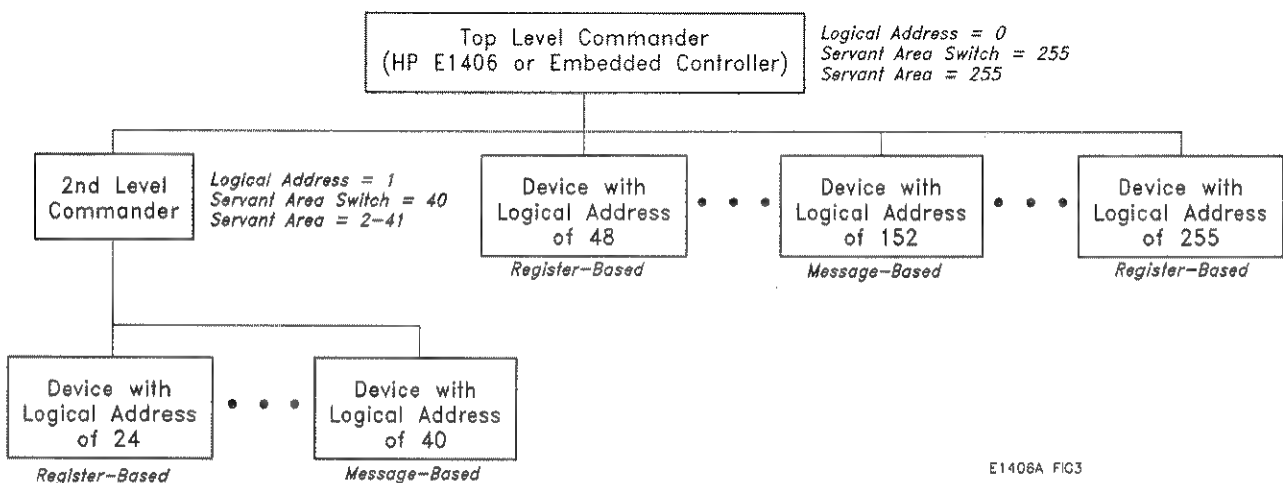 Top Level Commander
(HP E1406 or Embedded Controller)
Logical Address = 0
Servant Area Switch = 255
Servant Area = 255
2nd Level
Commander
Logical Address = 1
Servant Area Switch = 40
Servant Area = 2-41
Device with
Logical Address
of 48
Register-Based
Device with
Logical Address
of 152
Message-Based
Device with
Logical Address
of 255
Register-Based
Device with
Logical Address
of 24
Register-Based
Device with
Logical Address
of 40
Message-Based
E1406A FIG3